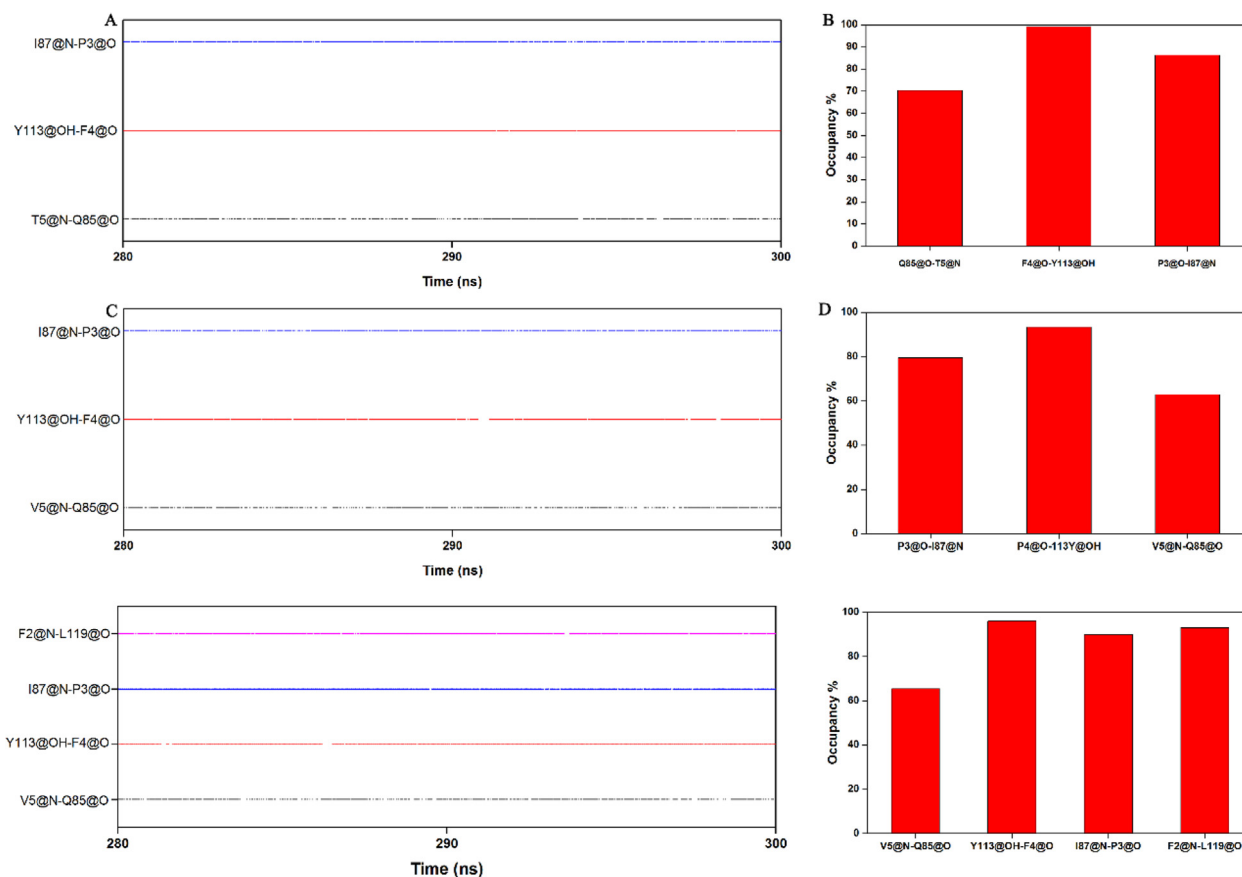 A
I87@N-P3@O
Y113@OH-F4@O
T5@N-Q85@O
280
290
300
Time (ns)
B
Occupancy %
100
90
80
70
60
50
40
30
20
10
0
Q85@O-T5@N
F4@O-Y113@OH
P3@O-I87@N
C
I87@N-P3@O
Y113@OH-F4@O
V5@N-Q85@O
280
290
300
Time (ns)
D
Occupancy %
100
80
60
40
20
0
P3@O-I87@N
P4@O-113Y@OH
V5@N-Q85@O
F2@N-L119@O
I87@N-P3@O
Y113@OH-F4@O
V5@N-Q85@O
280
290
300
Time (ns)
Occupancy %
100
80
60
40
20
0
V5@N-Q85@O
Y113@OH-F4@O
I87@N-P3@O
F2@N-L119@O